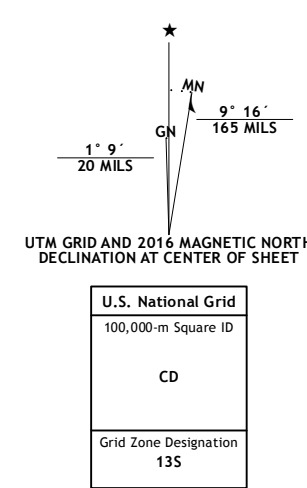 ★
MN
GN
9° 16´
165 MILS
1° 9´
20 MILS
UTM GRID AND 2016 MAGNETIC NORTH
DECLINATION AT CENTER OF SHEET
U.S. National Grid
100,000-m Square ID
CD
Grid Zone Designation
13S